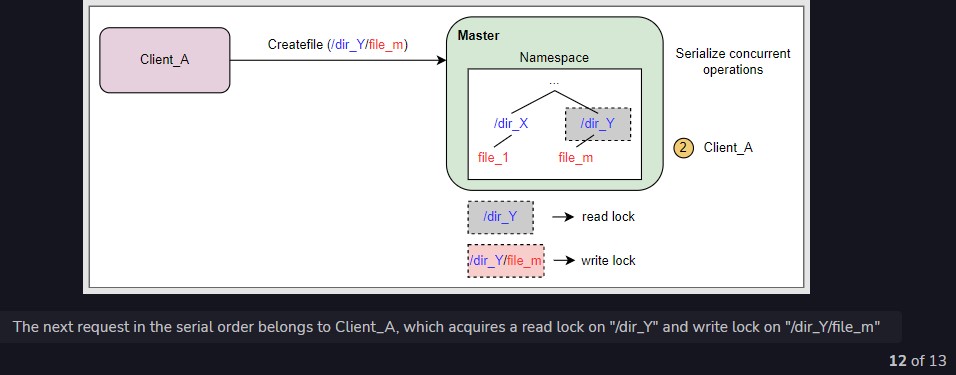 Master
Createfile (/dir_Y/file_m)
Client_A
Namespace
Serialize concurrent
operations
...
/dir_X
/dir_Y
file_1
file_m
2 Client_A
/dir_Y
read lock
/dir_Y/file_m
write lock
The next request in the serial order belongs to Client_A, which acquires a read lock on "/dir_Y" and write lock on "/dir_Y/file_m"
12 of 13